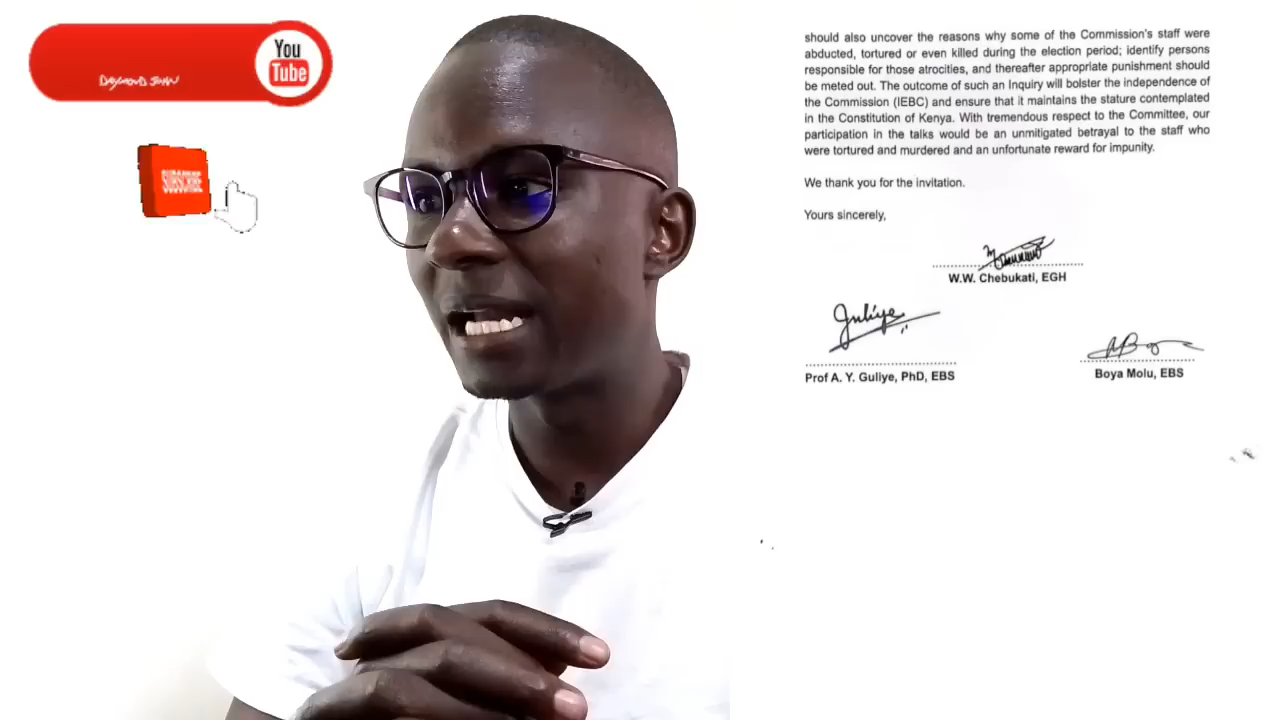 You
Tube
DAYMOND JOHN
SUBSCRIBE
should also uncover the reasons why some of the Commission's staff were
abducted, tortured or even killed during the election period; identify persons
responsible for those atrocities, and thereafter appropriate punishment should
be meted out. The outcome of such an Inquiry will bolster the independence of
the Commission (IEBC) and ensure that it maintains the stature contemplated
in the Constitution of Kenya. With tremendous respect to the Committee, our
participation in the talks would be an unmitigated betrayal to the staff who
were tortured and murdered and an unfortunate reward for impunity.
We thank you for the invitation.
Yours sincerely,
W.W. Chebukati, EGH
Guliye
Prof A. Y. Guliye, PhD, EBS
Boya Molu, EBS